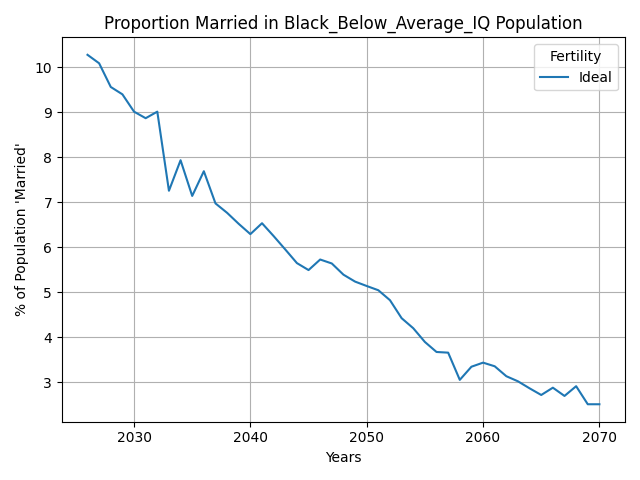 Proportion Married in Black_Below_Average_IQ Population
Fertility
Ideal
% of Population 'Married'
10
9
8
7
6
5
4
3
2030
2040
2050
2060
2070
Years